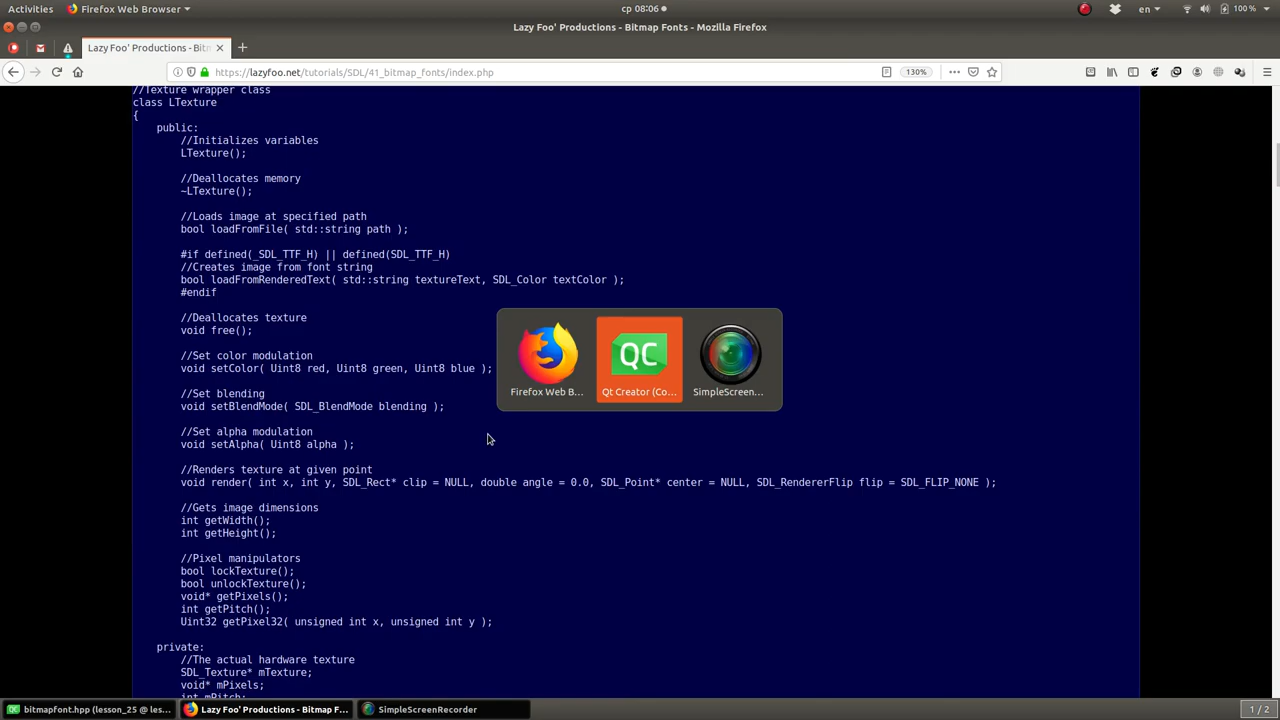 Activities
Firefox Web Browser
ср 08:06
en
100 %
Lazy Foo' Productions - Bitmap Fonts - Mozilla Firefox
Lazy Foo' Productions - Bitm
https://lazyfoo.net/tutorials/SDL/41_bitmap_fonts/index.php
130%
//Texture wrapper class
class LTexture
{
public:
//Initializes variables
LTexture();
//Deallocates memory
~LTexture();
//Loads image at specified path
bool loadFromFile( std::string path );
#if defined(_SDL_TTF_H) || defined(SDL_TTF_H)
//Creates image from font string
bool loadFromRenderedText( std::string textureText, SDL_Color textColor );
#endif
//Deallocates texture
void free();
//Set color modulation
void setColor( Uint8 red, Uint8 green, Uint8 blue );
//Set blending
void setBlendMode( SDL_BlendMode blending );
//Set alpha modulation
void setAlpha( Uint8 alpha );
//Renders texture at given point
void render( int x, int y, SDL_Rect* clip = NULL, double angle = 0.0, SDL_Point* center = NULL, SDL_RendererFlip flip = SDL_FLIP_NONE );
//Gets image dimensions
int getWidth();
int getHeight();
//Pixel manipulators
bool lockTexture();
bool unlockTexture();
void* getPixels();
int getPitch();
Uint32 getPixel32( unsigned int x, unsigned int y );
private:
//The actual hardware texture
SDL_Texture* mTexture;
void* mPixels;
int mPitch;
QC
Firefox Web B...
Qt Creator (Co...
SimpleScreen...
QC
bitmapfont.hpp (lesson_25 @ les...
Lazy Foo' Productions - Bitmap F...
SimpleScreenRecorder
1 / 2